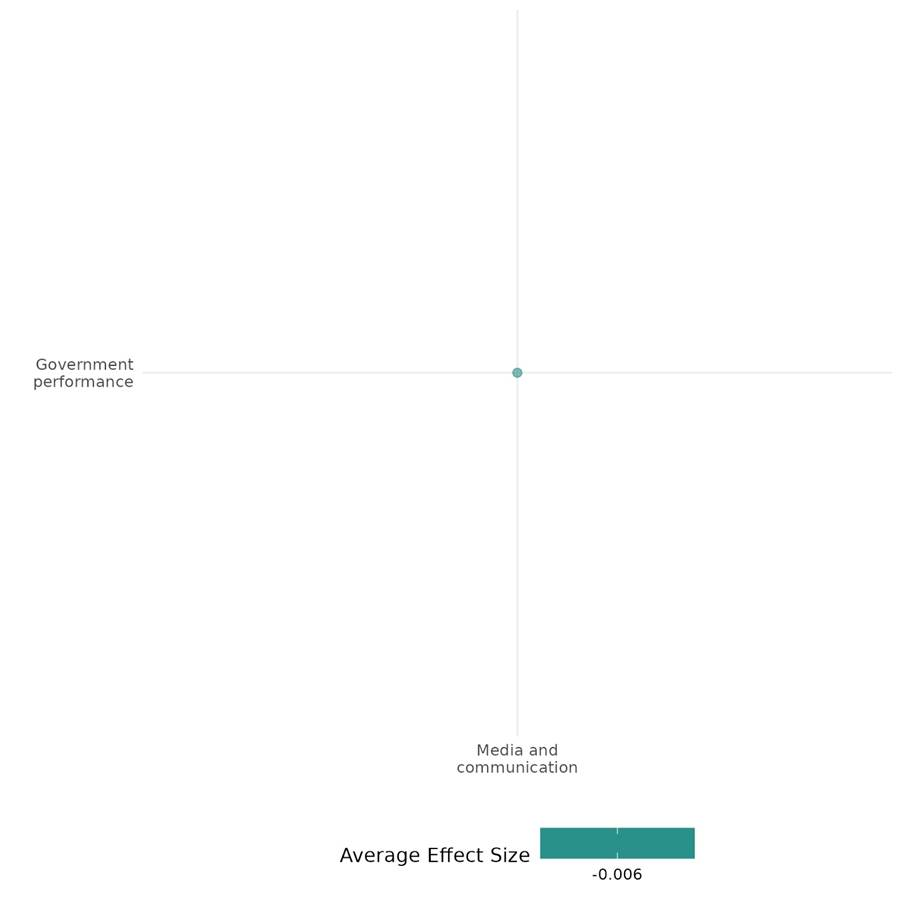 Government
performance
Media and
communication
Average Effect Size
-0.006